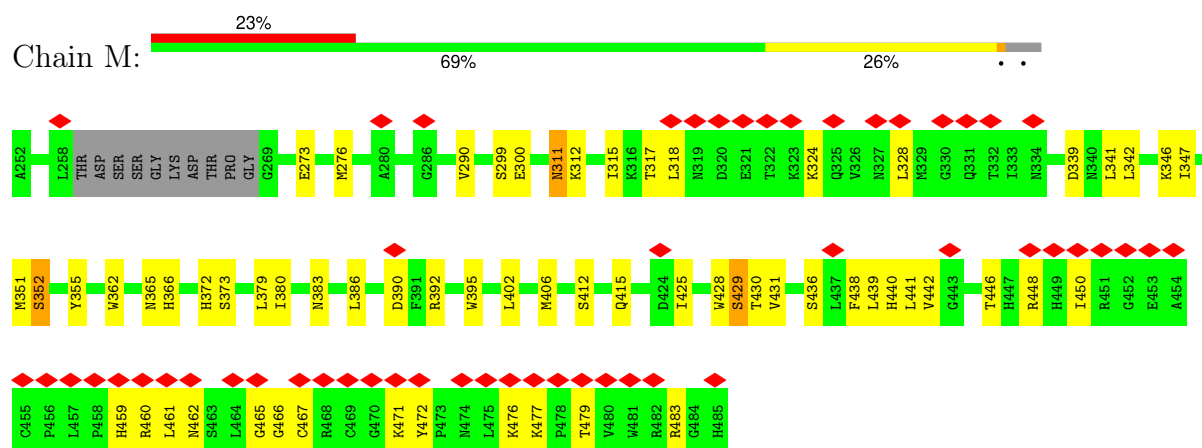 23%
Chain M:
69% 26% • •
A252 L258 THR ASP SER SER GLY LYS ASP THR PRO GLY G269 E273 M276 A280 G286 V290 S299 E300 N311 K312 I315 K316 T317 L318 N319 D320 E321 T322 K323 K324 Q325 V326 N327 L328 M329 G330 Q331 T332 I333 N334 D339 N340 L341 L342 K346 I347
M351 S352 Y355 W362 N365 H366 H372 S373 L379 I380 N383 L386 D390 F391 R392 W395 L402 M406 S412 Q415 D424 I425 W428 S429 T430 V431 S436 L437 F438 L439 H440 L441 V442 G443 T446 H447 R448 H449 I450 R451 G452 E453 A454
C455 P456 L457 P458 H459 R460 L461 N462 S463 L464 G465 G466 C467 R468 C469 G470 K471 Y472 P473 N474 L475 K476 K477 P478 T479 V480 W481 R482 R483 G484 H485